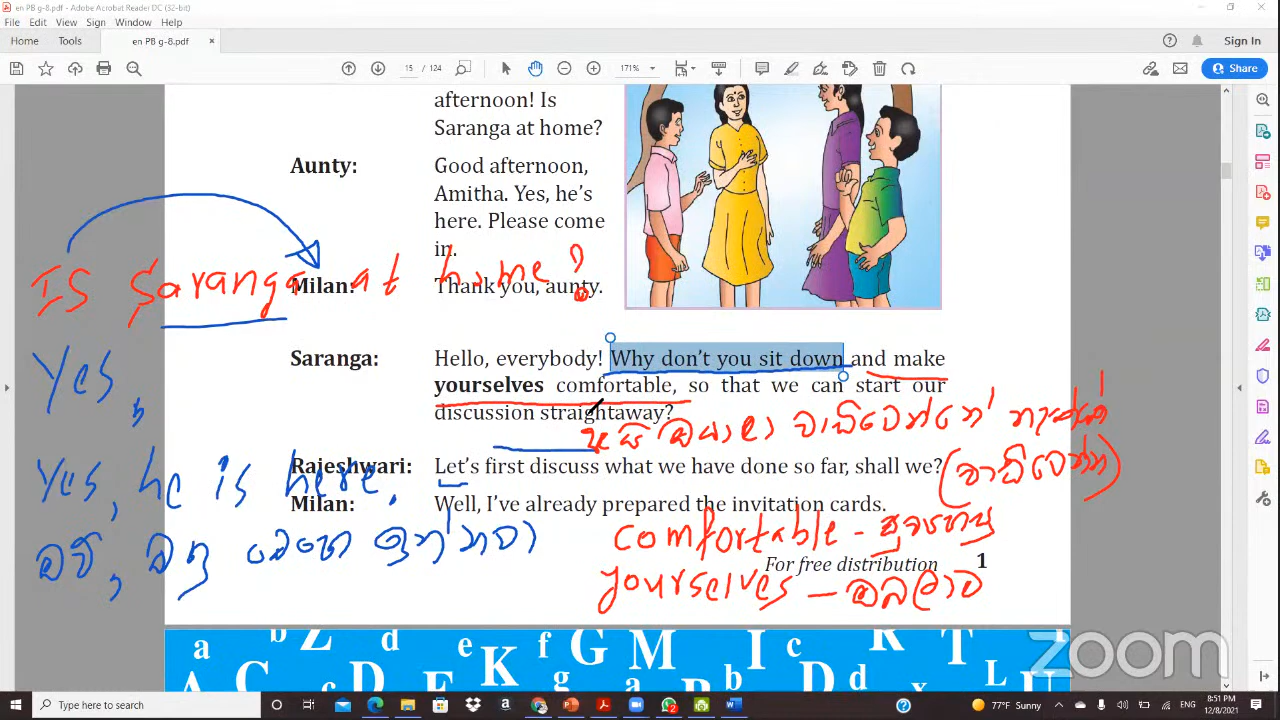 en PB g-8.pdf - Adobe Acrobat Reader DC (32-bit)
File Edit View Sign Window Help
Home Tools en PB g-8.pdf × Sign In
15 / 124 171% Share
afternoon! Is
Saranga at home?
Aunty: Good afternoon,
Amitha. Yes, he's
here. Please come
in.
Is Saranga at home?
Milan: Thank you, aunty.
Saranga: Hello, everybody! Why don't you sit down and make
yourselves comfortable, so that we can start our
discussion straightaway?
Yes,
(වාඩිවෙන්න)
Rajeshwari: Let's first discuss what we have done so far, shall we?
Yes, he is here.
Milan: Well, I've already prepared the invitation cards.
ඔව්, ඔහු මෙහෙ ඉන්නවා
comfortable - පහසු
For free distribution 1
yourselves - ඔබලාව
a b Z d e f G M I c R T
A C D E K a b D d x L U
zoom
Type here to search
77°F Sunny
8:51 PM
12/8/2021